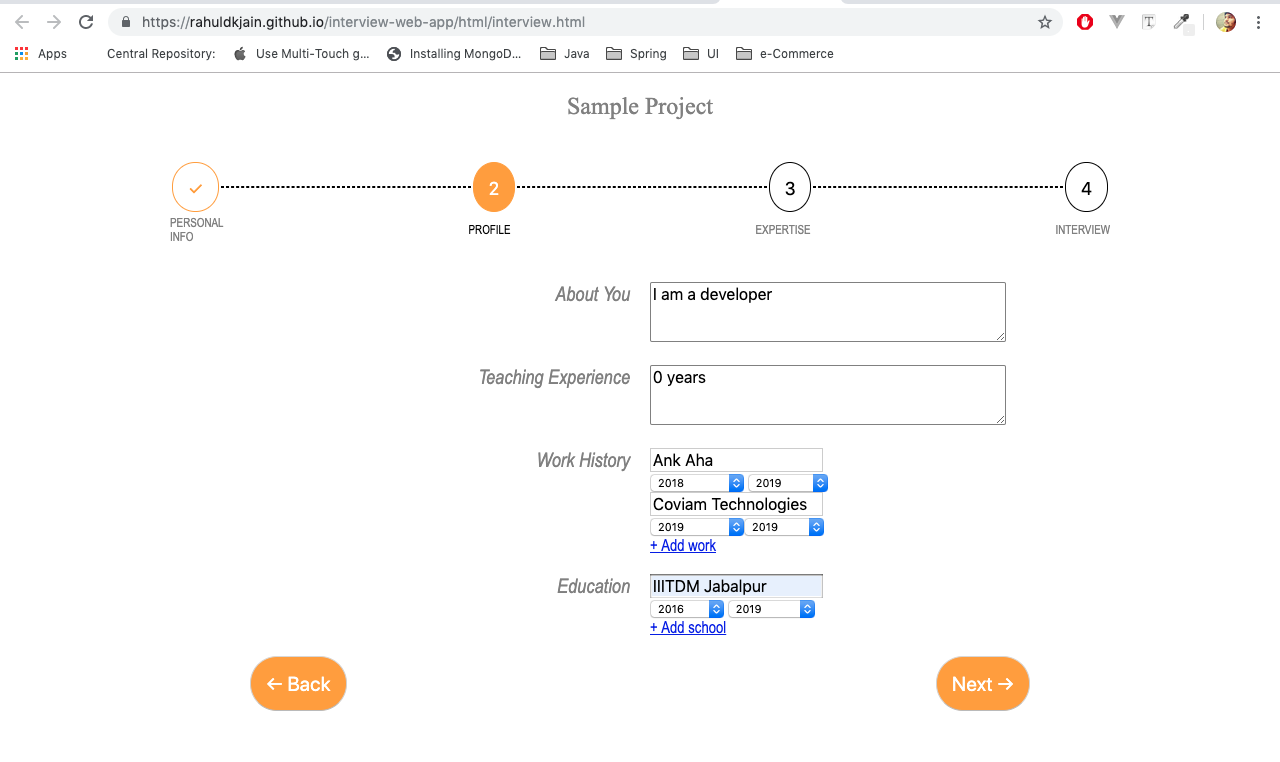 https://rahuldkjain.github.io/interview-web-app/html/interview.html
Apps Central Repository: Use Multi-Touch g... Installing MongoD... Java Spring UI e-Commerce
Sample Project
2 3 4
PERSONAL
INFO
PROFILE EXPERTISE INTERVIEW
About You I am a developer
Teaching Experience 0 years
Work History Ank Aha
2018 2019
Coviam Technologies
2019 2019
+ Add work
Education IIITDM Jabalpur
2016 2019
+ Add school
← Back Next →